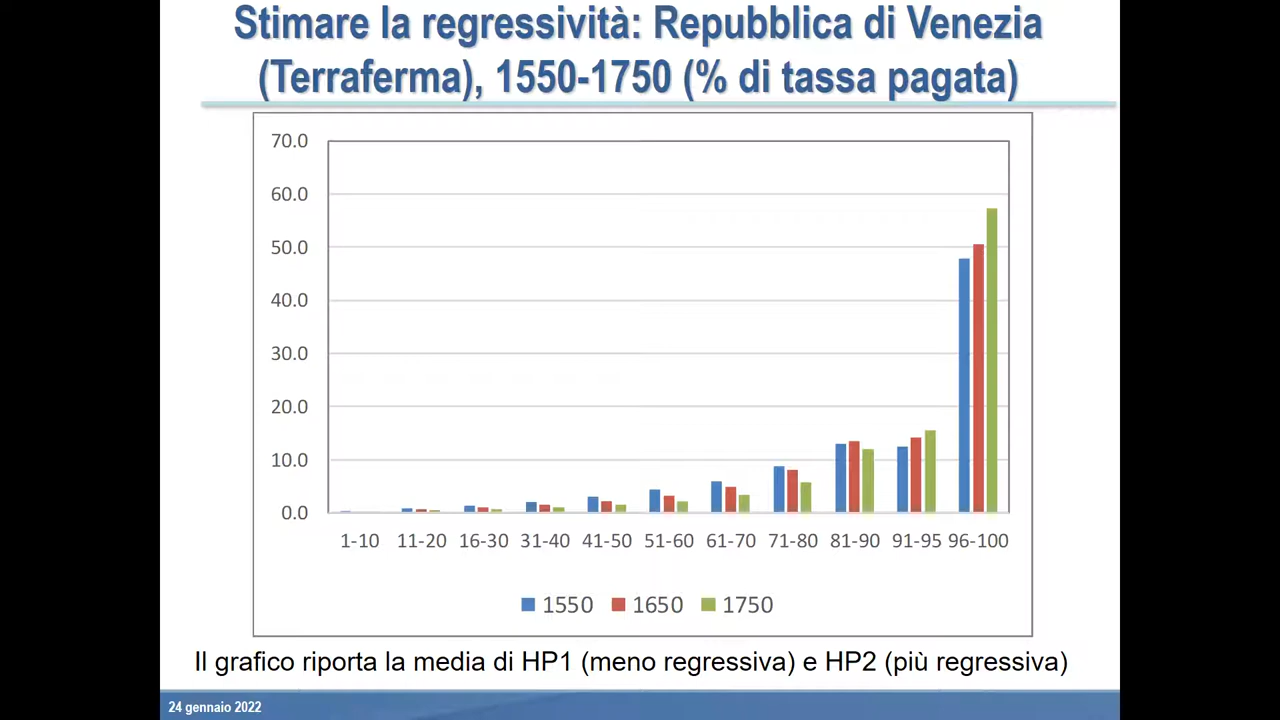 Stimare la regressività: Repubblica di Venezia
(Terraferma), 1550-1750 (% di tassa pagata)
70.0
60.0
50.0
40.0
30.0
20.0
10.0
0.0
1-10 11-20 16-30 31-40 41-50 51-60 61-70 71-80 81-90 91-95 96-100
1550 1650 1750
Il grafico riporta la media di HP1 (meno regressiva) e HP2 (più regressiva)
24 gennaio 2022